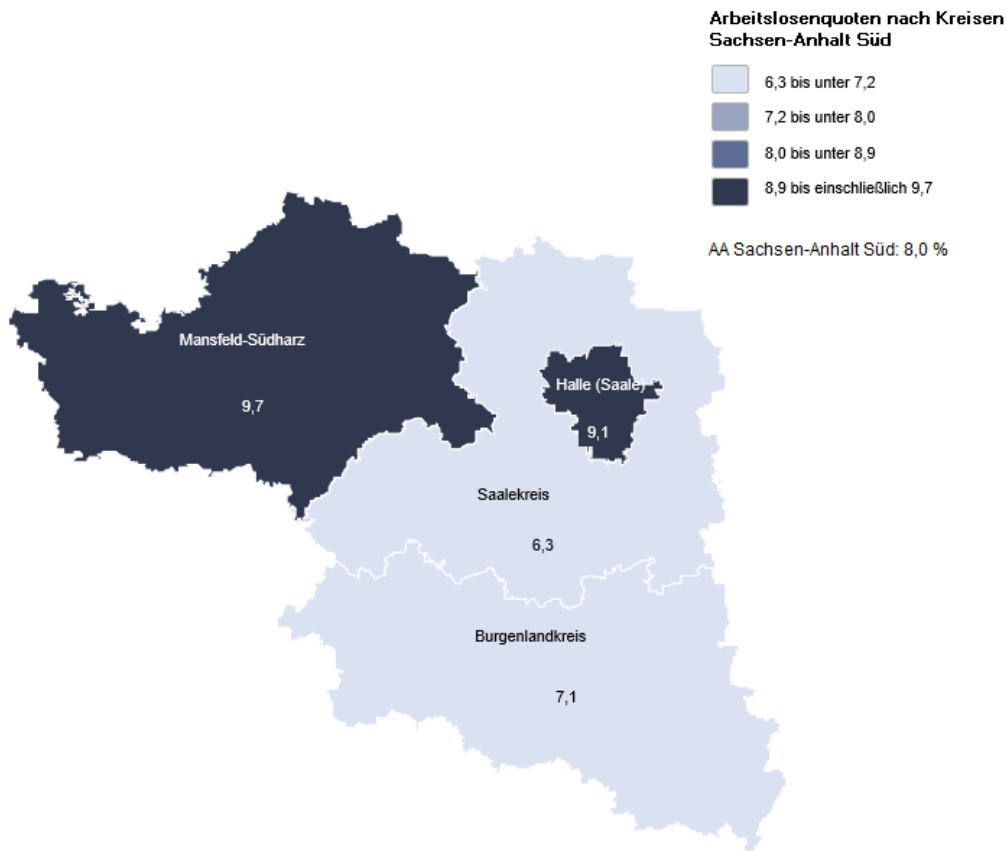 Arbeitslosenquoten nach Kreisen
Sachsen-Anhalt Süd
6,3 bis unter 7,2
7,2 bis unter 8,0
8,0 bis unter 8,9
8,9 bis einschließlich 9,7
AA Sachsen-Anhalt Süd: 8,0 %
Mansfeld-Südharz
9,7
Halle (Saale)
9,1
Saalekreis
6,3
Burgenlandkreis
7,1